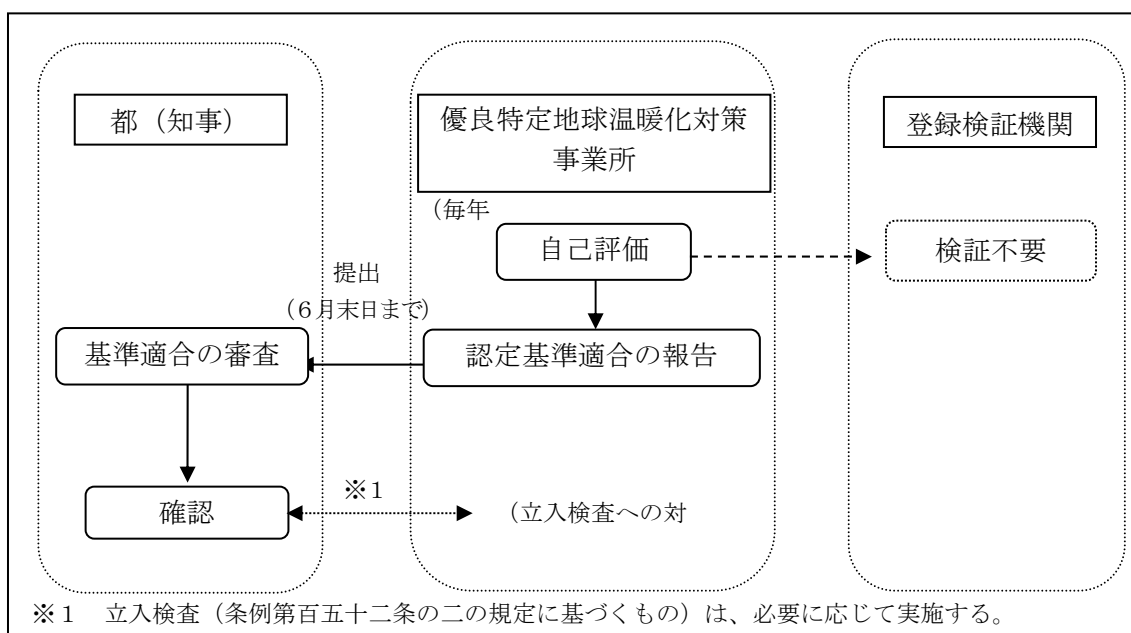 都（知事）
優良特定地球温暖化対策
事業所
登録検証機関
（毎年
自己評価
検証不要
提出
（６月末日まで）
基準適合の審査
認定基準適合の報告
確認
※１
（立入検査への対
※１　立入検査（条例第百五十二条の二の規定に基づくもの）は、必要に応じて実施する。